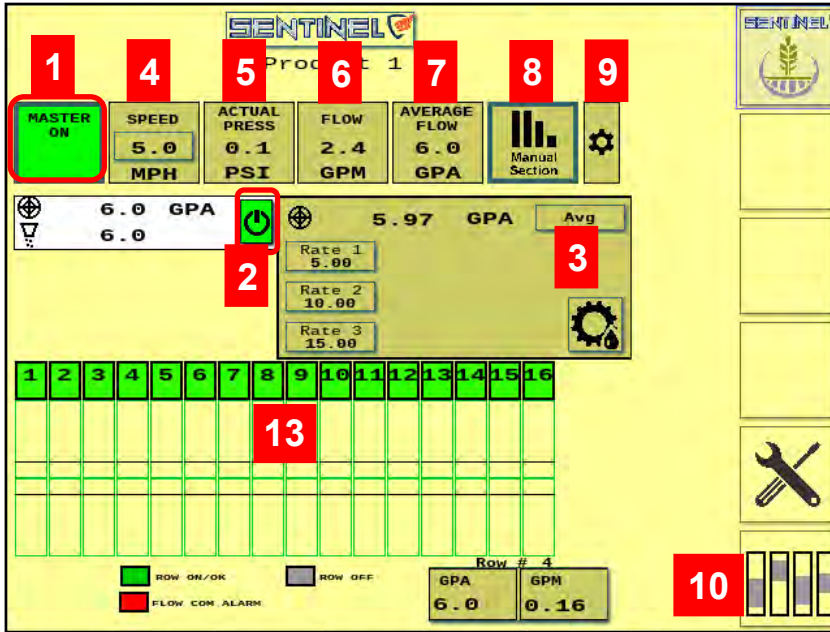 SENTINEL
SENTINEL
Product 1
1
4
5
6
7
8
9
MASTER ON
SPEED
5.0
MPH
ACTUAL PRESS
0.1
PSI
FLOW
2.4
GPM
AVERAGE FLOW
6.0
GPA
Manual Section
6.0 GPA
6.0
2
5.97 GPA
Avg
3
Rate 1
5.00
Rate 2
10.00
Rate 3
15.00
1 2 3 4 5 6 7 8 9 10 11 12 13 14 15 16
13
ROW ON/OK
ROW OFF
FLOW COM ALARM
Row # 4
GPA
6.0
GPM
0.16
10